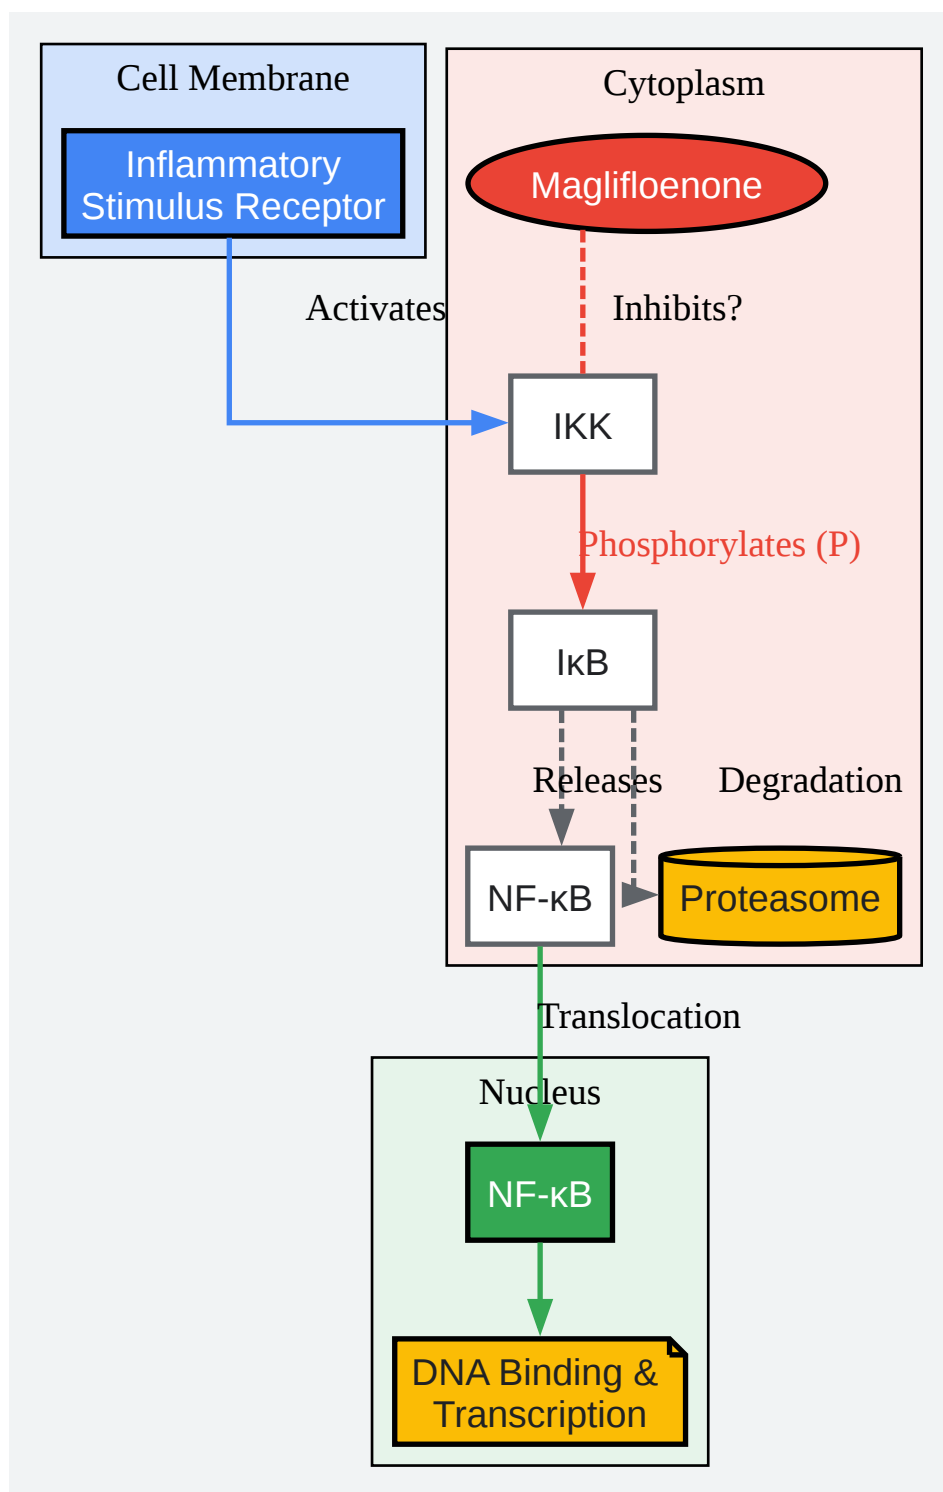 Cell Membrane
Inflammatory
Stimulus Receptor
Cytoplasm
Maglifloenone
Activates
Inhibits?
IKK
Phosphorylates (P)
IκB
Releases
Degradation
NF-κB
Proteasome
Translocation
Nucleus
NF-κB
DNA Binding &
Transcription